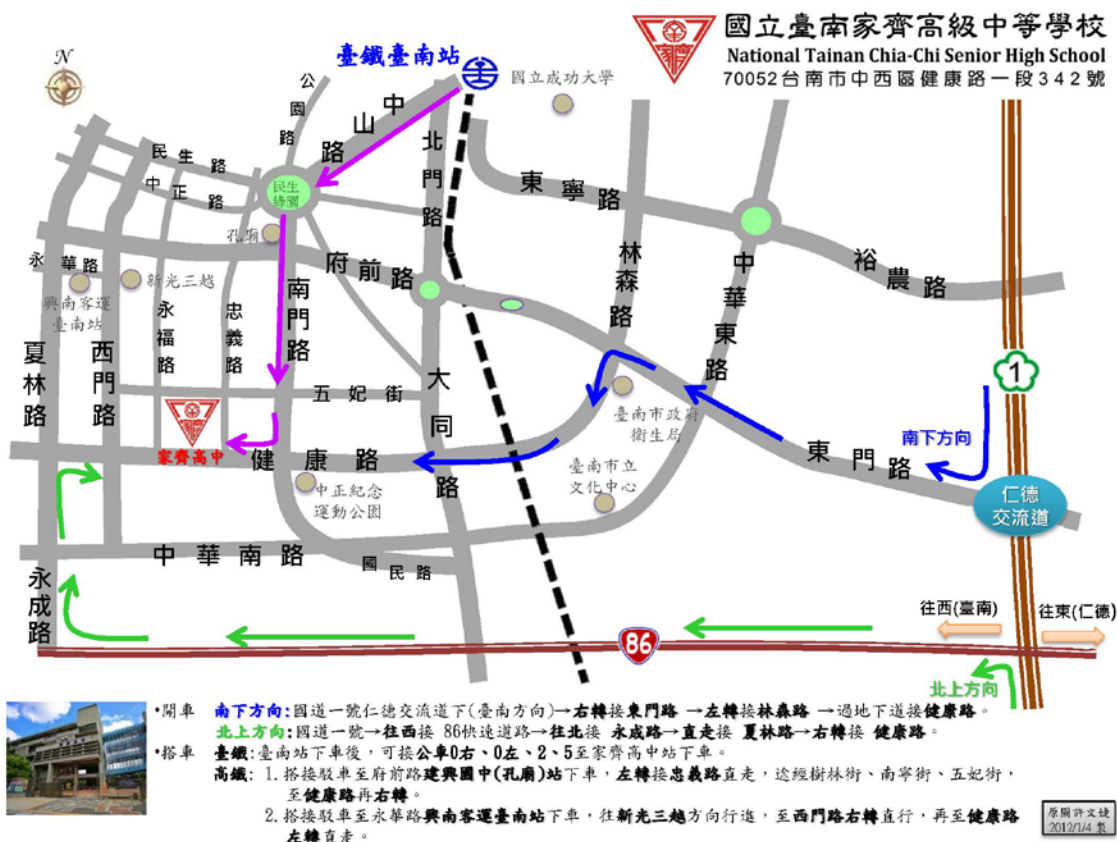 國立臺南家齊高級中等學校
National Tainan Chia-Chi Senior High School
70052台南市中西區健康路一段342號
N
臺鐵臺南站
國立成功大學
公園路
中山路
北門路
民生路
中正路
民生綠園
東寧路
孔廟
府前路
林森路
中華東路
裕農路
永華路
新光三越
興南客運
臺南站
南門路
永福路
忠義路
夏林路
西門路
五妃街
大同路
1
臺南市政府
衛生局
南下方向
家齊
家齊高中
健康路
東門路
臺南市立
文化中心
中正紀念
運動公園
仁德
交流道
中華南路
國民路
永成路
往西(臺南)
往東(仁德)
86
北上方向
•開車 南下方向:國道一號仁德交流道下(臺南方向)→右轉接東門路 →左轉接林森路 →過地下道接健康路。
北上方向:國道一號→往西接 86快速道路→往北接 永成路→直走接 夏林路→右轉接 健康路。
•搭車 臺鐵:臺南站下車後，可接公車0右、0左、2、5至家齊高中站下車。
高鐵: 1.搭接駁車至府前路建興國中(孔廟)站下車，左轉接忠義路直走，途經樹林街、南寧街、五妃街，
至健康路再右轉。
2.搭接駁車至永華路興南客運臺南站下車，往新光三越方向行進，至西門路右轉直行，再至健康路
左轉直走。
2012/1/4 製